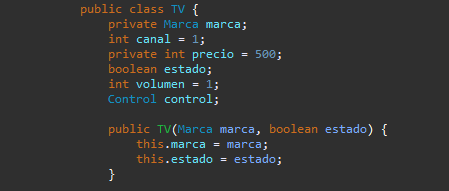 public class TV {
private Marca marca;
int canal = 1;
private int precio = 500;
boolean estado;
int volumen = 1;
Control control;
public TV(Marca marca, boolean estado) {
this.marca = marca;
this.estado = estado;
}